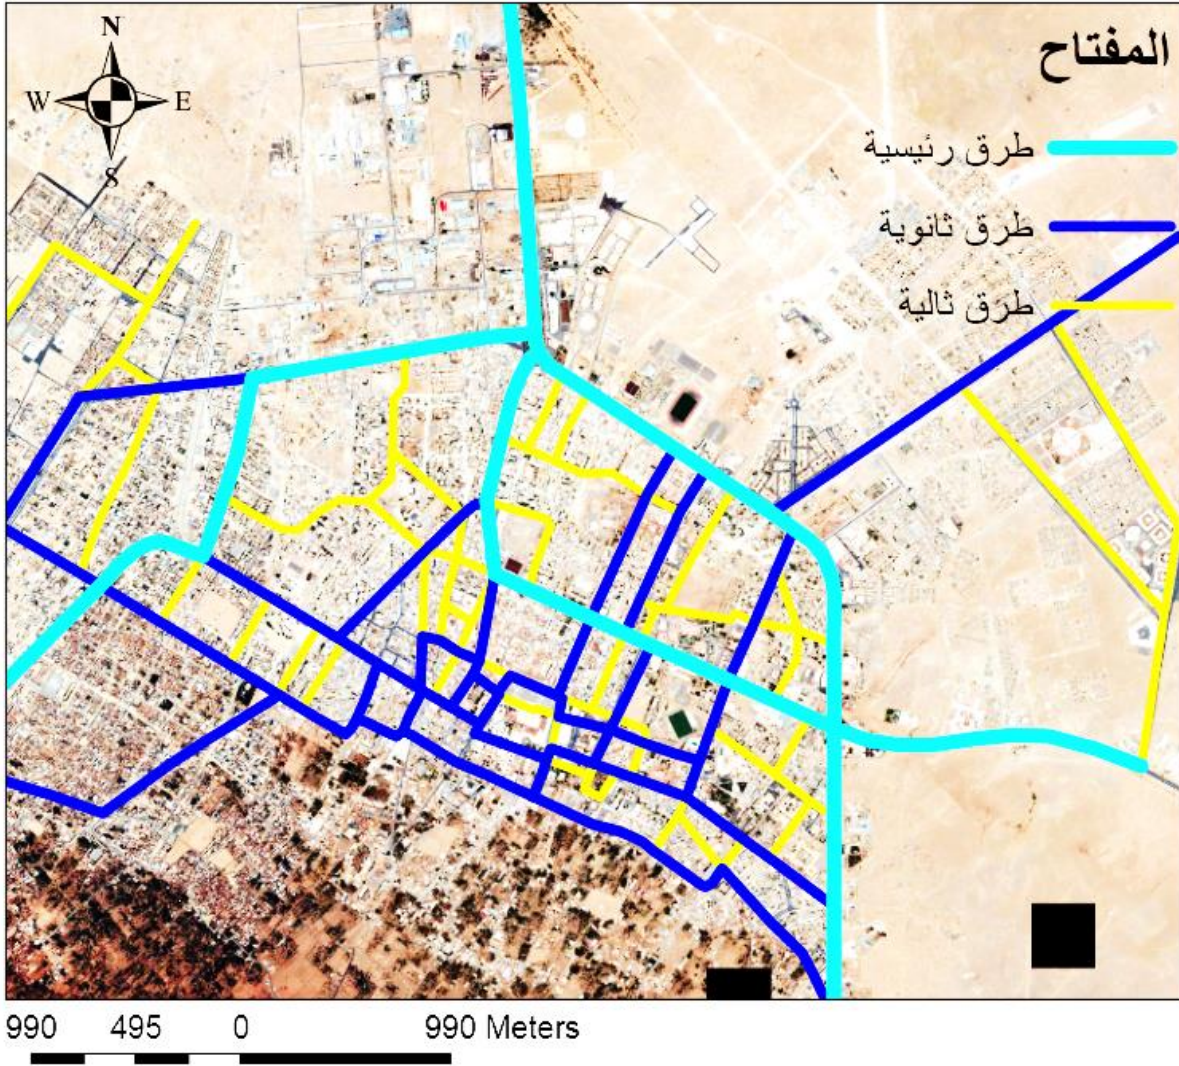 N
المفتاح
W E
طرق رئيسية
S
طرق ثانوية
طرق ثالية
990 495 0 990 Meters